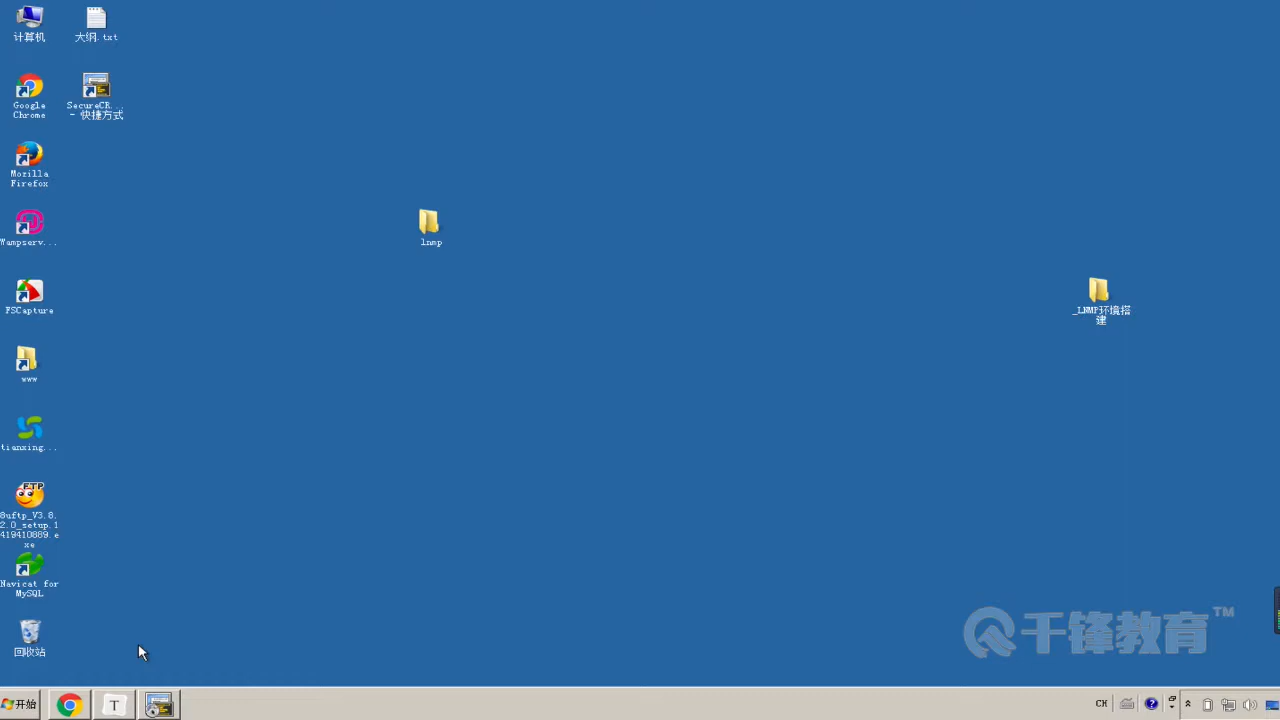 计算机
大纲.txt
Google
Chrome
SecureCR...
- 快捷方式
Mozilla
Firefox
Wampserv...
lnmp
FSCapture
_LNMP环境搭
建
www
tianxing...
FTP
8uftp_V3.8.
2.0_setup.1
419410889.e
xe
Navicat for
MySQL
回收站
千锋教育™
开始
T
CH